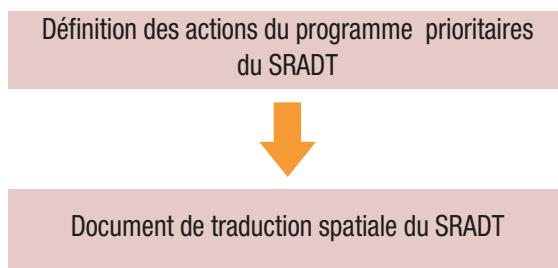 Définition des actions du programme prioritaires
du SRADT
Document de traduction spatiale du SRADT